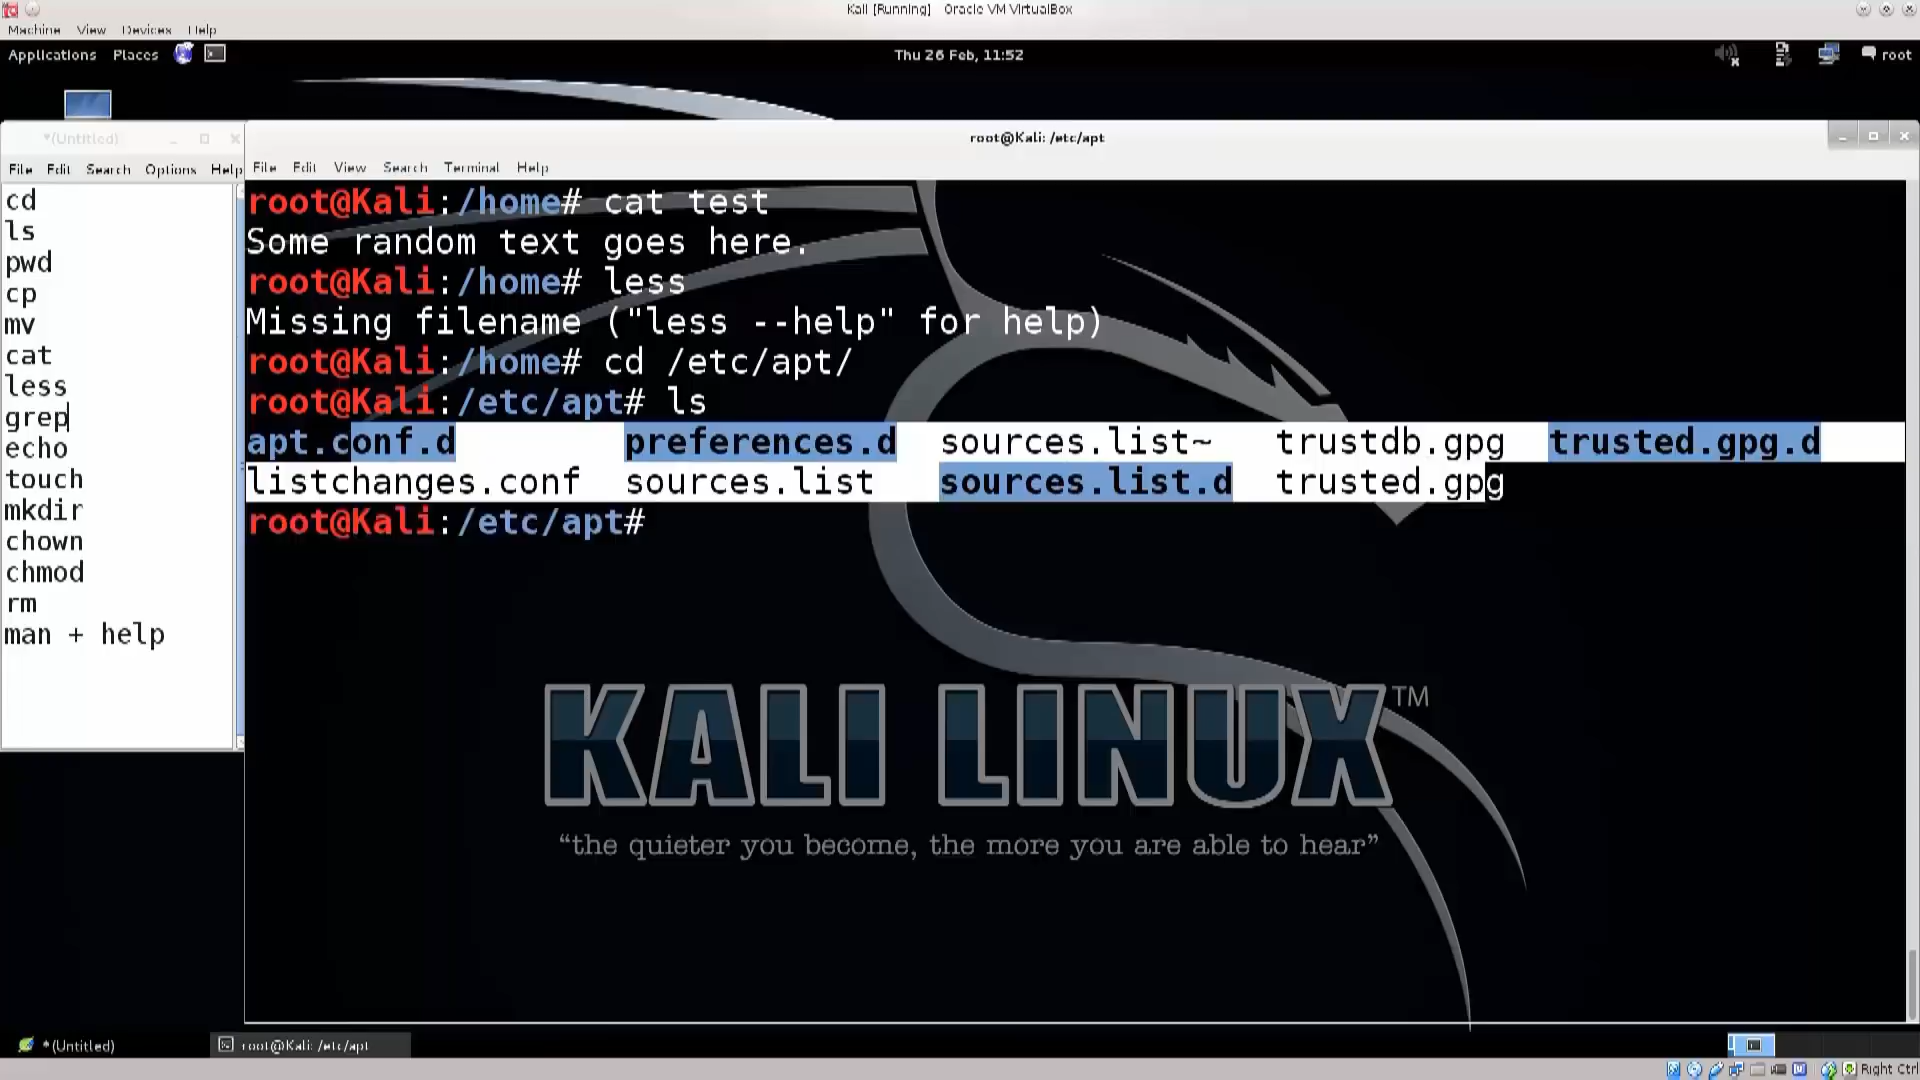 Kali [Running] Oracle VM VirtualBox
Machine View Devices Help
Applications Places Thu 26 Feb, 11:52 root
*(Untitled)
File Edit Search Options Help
cd
ls
pwd
cp
mv
cat
less
grep
echo
touch
mkdir
chown
chmod
rm
man + help
root@Kali: /etc/apt
File Edit View Search Terminal Help
root@Kali:/home# cat test
Some random text goes here.
root@Kali:/home# less
Missing filename ("less --help" for help)
root@Kali:/home# cd /etc/apt/
root@Kali:/etc/apt# ls
apt.conf.d preferences.d sources.list~ trustdb.gpg trusted.gpg.d
listchanges.conf sources.list sources.list.d trusted.gpg
root@Kali:/etc/apt#
KALI LINUX™
“the quieter you become, the more you are able to hear”
*(Untitled) root@Kali: /etc/apt
Right Ctrl